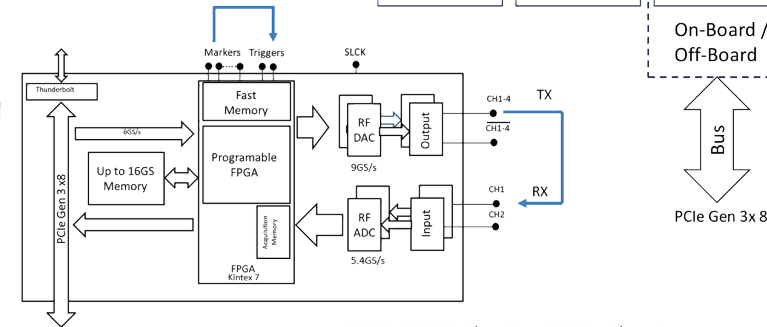 On-Board /
Off-Board
Markers Triggers SLCK
Thunderbolt
Fast
Memory
CH1-4
TX
6GS/s
RF
DAC
Output
CH1-4
Programable
FPGA
Up to 16GS
Memory
9GS/s
Bus
PCIe Gen 3 x8
CH1
RX
CH2
RF
ADC
Input
Acquisition
Memory
5.4GS/s
PCIe Gen 3x 8
FPGA
Kintex 7